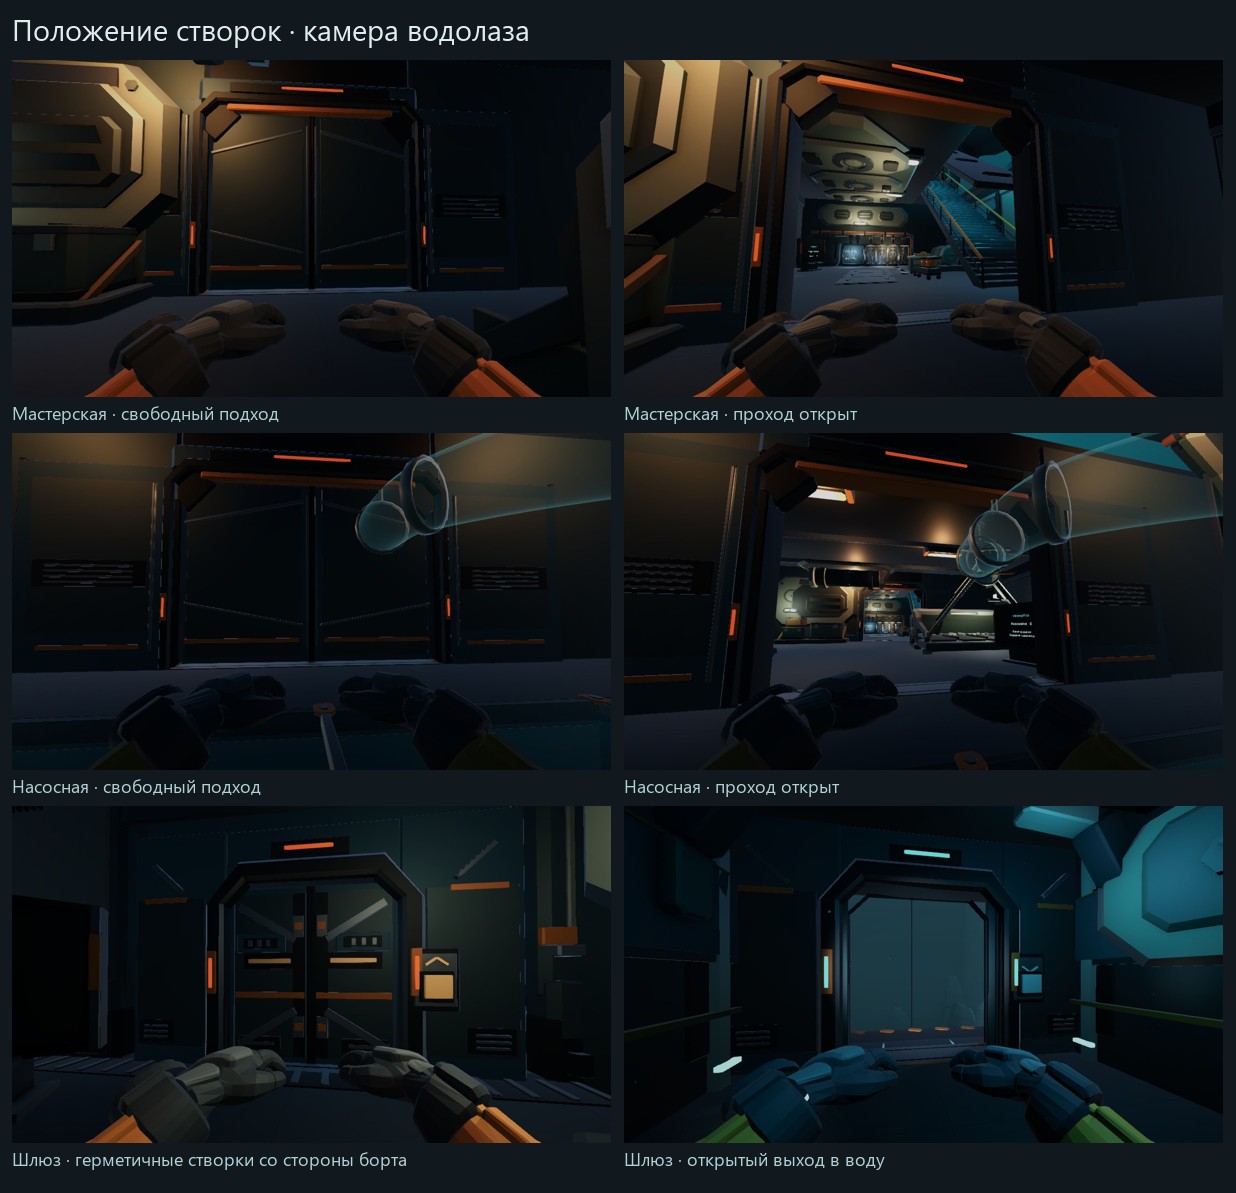 Положение створок · камера водолаза
Мастерская · свободный подход
Мастерская · проход открыт
Насосная · свободный подход
Насосная · проход открыт
Шлюз · герметичные створки со стороны борта
Шлюз · открытый выход в воду